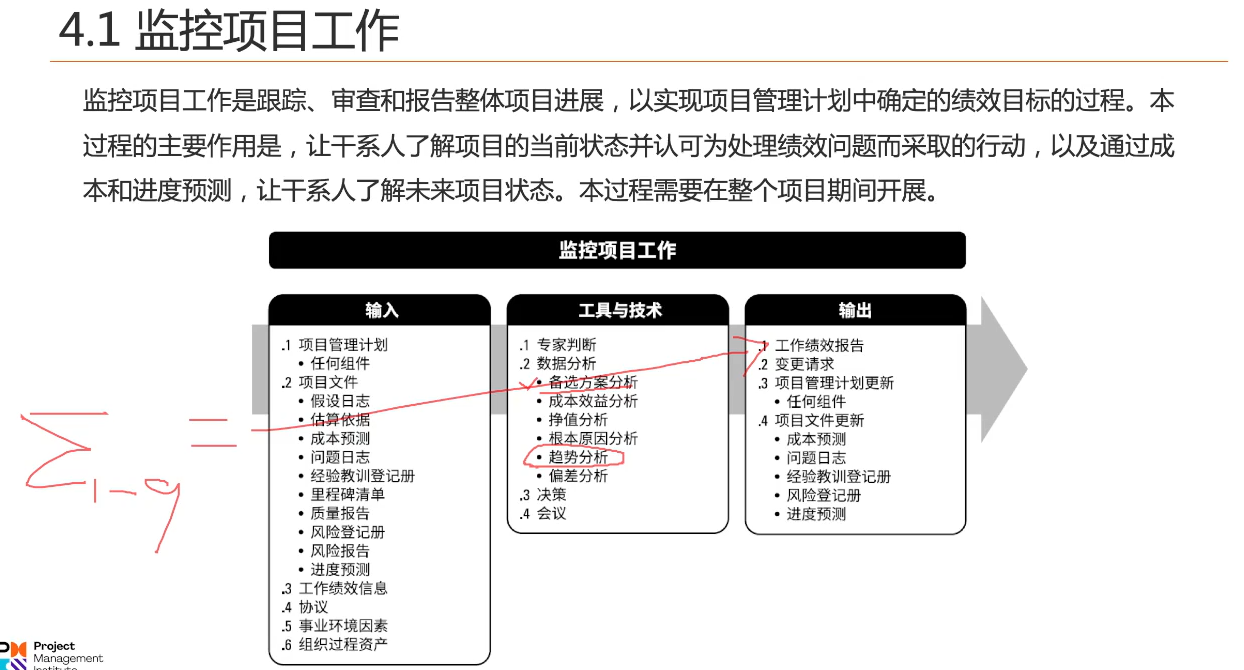 4.1 监控项目工作
监控项目工作是跟踪、审查和报告整体项目进展，以实现项目管理计划中确定的绩效目标的过程。本
过程的主要作用是，让干系人了解项目的当前状态并认可为处理绩效问题而采取的行动，以及通过成
本和进度预测，让干系人了解未来项目状态。本过程需要在整个项目期间开展。
监控项目工作
输入
.1 项目管理计划
• 任何组件
.2 项目文件
• 假设日志
• 估算依据
• 成本预测
• 问题日志
• 经验教训登记册
• 里程碑清单
• 质量报告
• 风险登记册
• 风险报告
• 进度预测
.3 工作绩效信息
.4 协议
.5 事业环境因素
.6 组织过程资产
工具与技术
.1 专家判断
.2 数据分析
• 备选方案分析
• 成本效益分析
• 挣值分析
• 根本原因分析
• 趋势分析
• 偏差分析
.3 决策
.4 会议
输出
.1 工作绩效报告
.2 变更请求
.3 项目管理计划更新
• 任何组件
.4 项目文件更新
• 成本预测
• 问题日志
• 经验教训登记册
• 风险登记册
• 进度预测
∑1-9 =
Project
Management
Institute